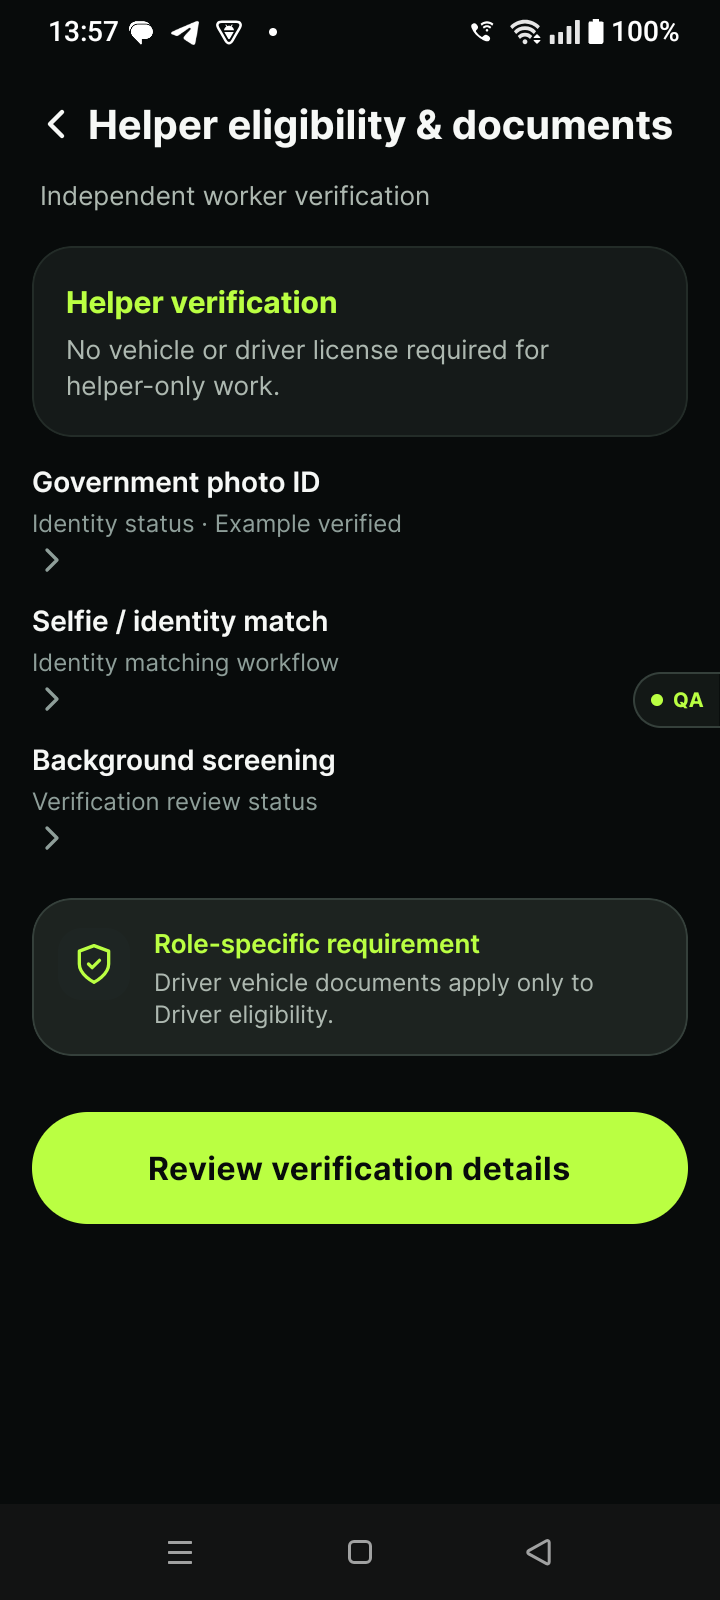 13:57
100%
Helper eligibility & documents
Independent worker verification
Helper verification
No vehicle or driver license required for
helper-only work.
Government photo ID
Identity status · Example verified
Selfie / identity match
Identity matching workflow
QA
Background screening
Verification review status
Role-specific requirement
Driver vehicle documents apply only to
Driver eligibility.
Review verification details